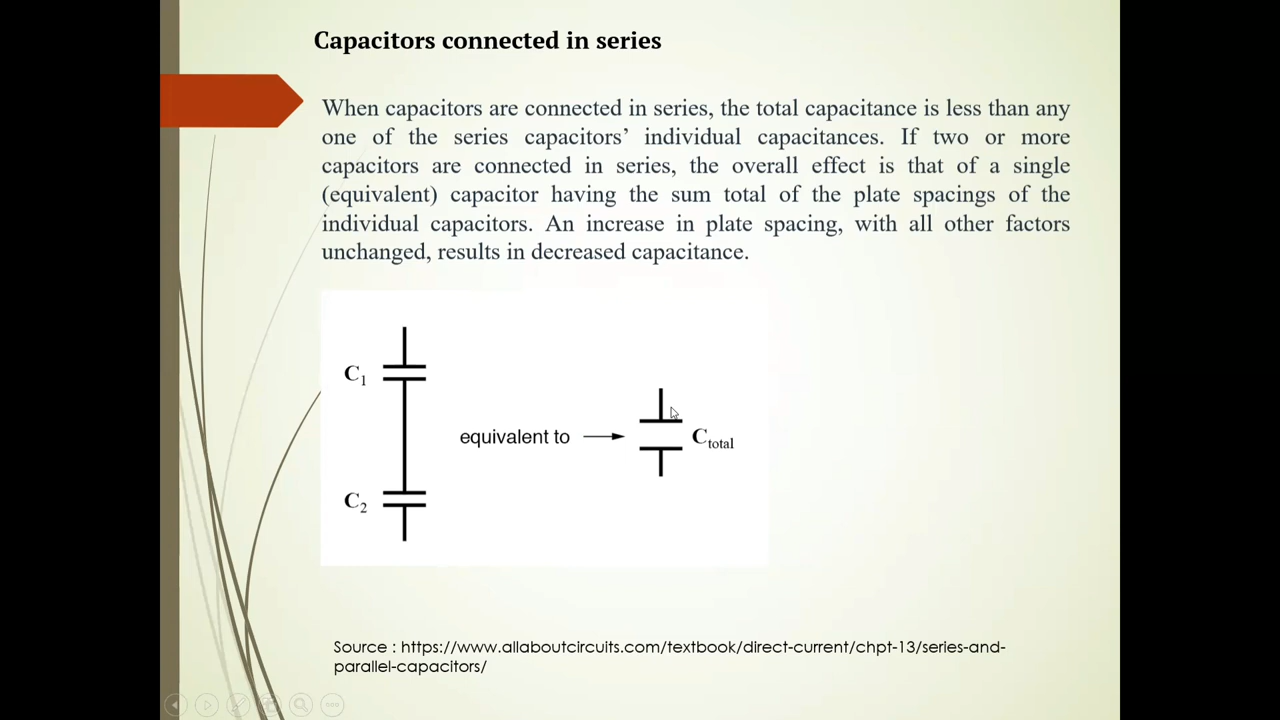 Capacitors connected in series
When capacitors are connected in series, the total capacitance is less than any
one of the series capacitors’ individual capacitances. If two or more
capacitors are connected in series, the overall effect is that of a single
(equivalent) capacitor having the sum total of the plate spacings of the
individual capacitors. An increase in plate spacing, with all other factors
unchanged, results in decreased capacitance.
C1
equivalent to
Ctotal
C2
Source : https://www.allaboutcircuits.com/textbook/direct-current/chpt-13/series-and-
parallel-capacitors/